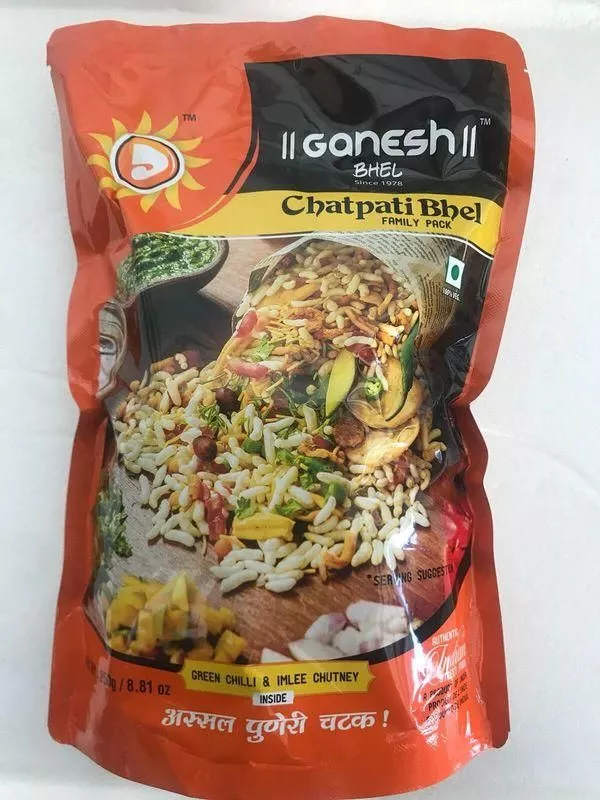 TM
|| GANESH || TM
BHEL
Since 1978
Chatpati Bhel
FAMILY PACK
100% VEG.
*SERVING SUGGESTION
AUTHENTIC
Indian
250g / 8.81 oz
GREEN CHILLI & IMLEE CHUTNEY
INSIDE
अस्सल पुणेरी चटक !